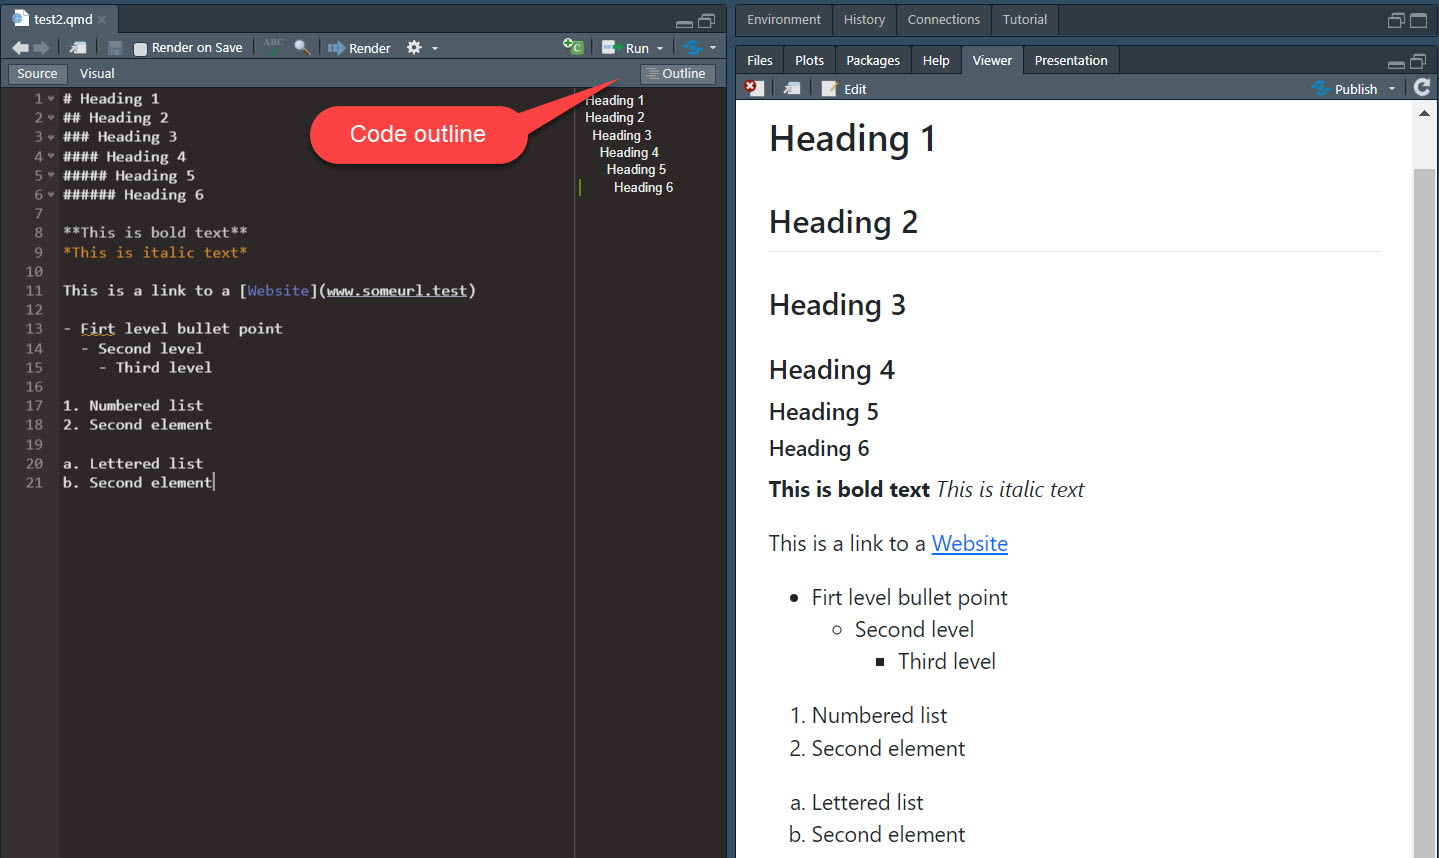 test2.qmd
Render on Save
ABC
Render
Run
Source
Visual
Outline
Code outline
1 # Heading 1
2 ## Heading 2
3 ### Heading 3
4 #### Heading 4
5 ##### Heading 5
6 ###### Heading 6
7
8 **This is bold text**
9 *This is italic text*
10
11 This is a link to a [Website](www.someurl.test)
12
13 - Firt level bullet point
14 - Second level
15 - Third level
16
17 1. Numbered list
18 2. Second element
19
20 a. Lettered list
21 b. Second element
Heading 1
Heading 2
Heading 3
Heading 4
Heading 5
Heading 6
Environment History Connections Tutorial
Files Plots Packages Help Viewer Presentation
Edit
Publish
Heading 1
Heading 2
Heading 3
Heading 4
Heading 5
Heading 6
This is bold text This is italic text
This is a link to a Website
Firt level bullet point
Second level
Third level
1. Numbered list
2. Second element
a. Lettered list
b. Second element